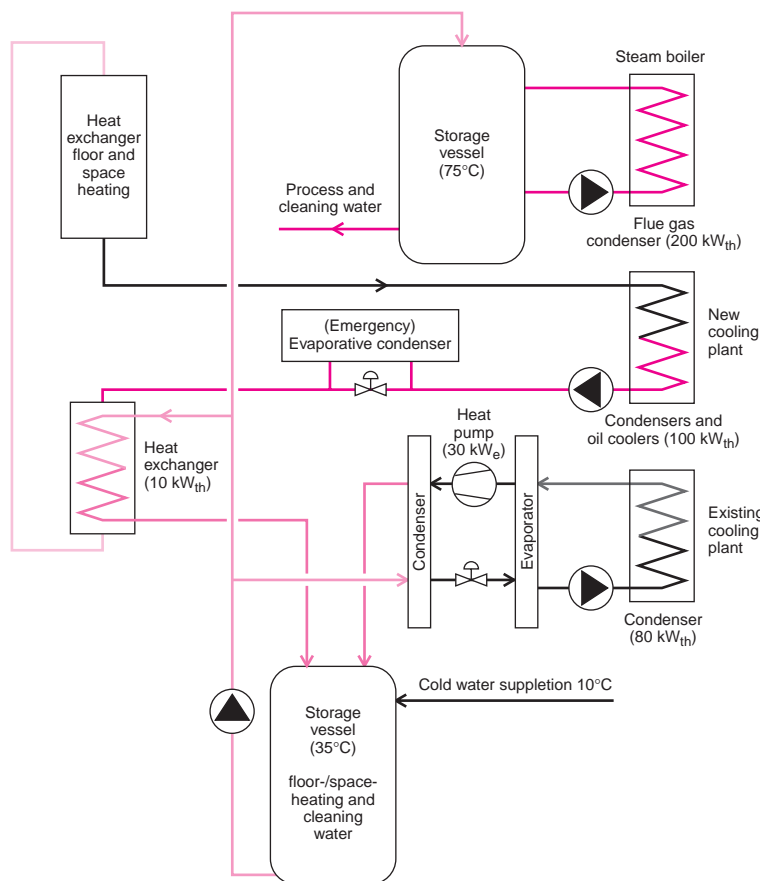 Steam boiler
Heat
exchanger
floor and
space
heating
Storage
vessel
(75°C)
Process and
cleaning water
Flue gas
condenser (200 kWth)
(Emergency)
Evaporative condenser
New
cooling
plant
Condensers and
oil coolers (100 kWth)
Heat
exchanger
(10 kWth)
Heat
pump
(30 kWe)
Condenser
Evaporator
Existing
cooling
plant
Condenser
(80 kWth)
Cold water suppletion 10°C
Storage
vessel
(35°C)
floor-/space-
heating and
cleaning
water